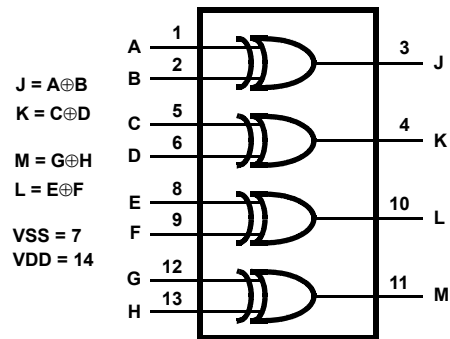 J = A⊕B
K = C⊕D
M = G⊕H
L = E⊕F
VSS = 7
VDD = 14
A 1
B 2
3 J
C 5
D 6
4 K
E 8
F 9
10 L
G 12
H 13
11 M